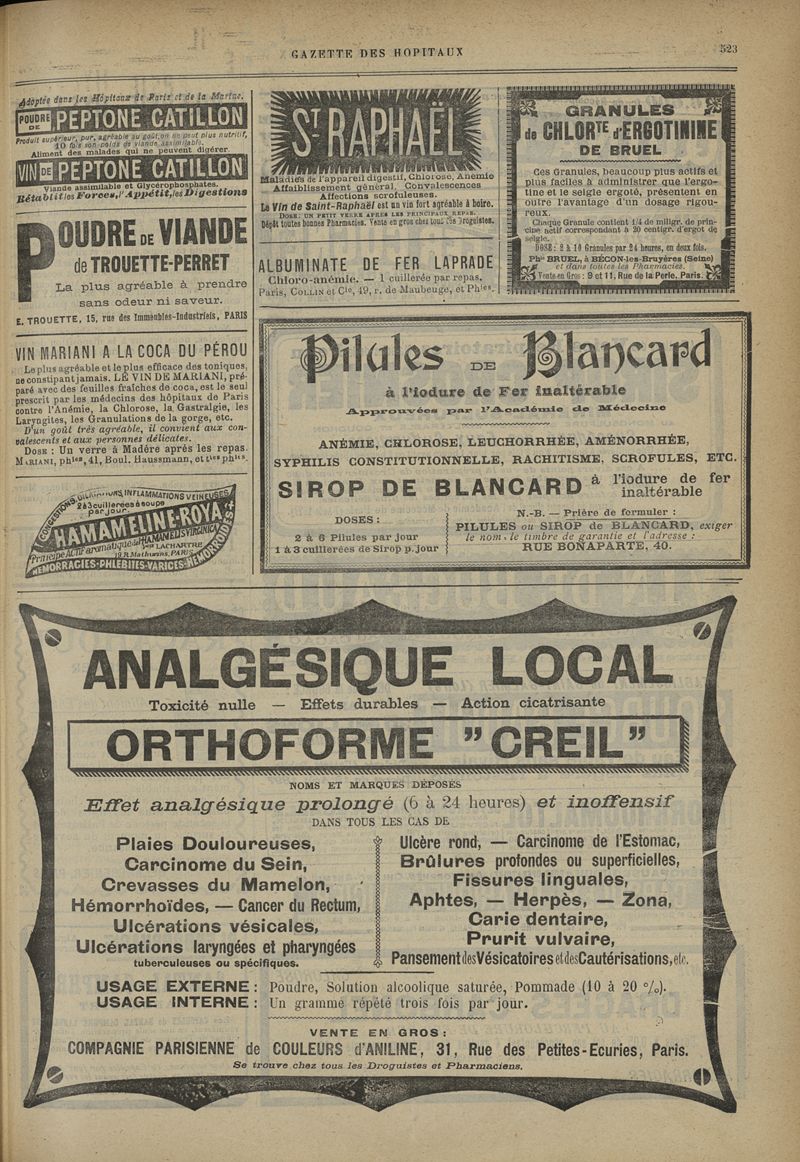 GAZETTE DES HOPITAUX
523
Adoptée dans les Hôpitaux de Paris et de la Marine.
POUDRE DE PEPTONE CATILLON
Produit supérieur, pur, agréable au goût, on ne peut plus nutritif,
10 fois son poids de viande assimilable.
Aliment des malades qui ne peuvent digérer.
VIN DE PEPTONE CATILLON
Viande assimilable et Glycérophosphates.
Rétablit les Forces, l'Appétit, les Digestions
POUDRE DE VIANDE
de TROUETTE-PERRET
La plus agréable à prendre
sans odeur ni saveur.
E. TROUETTE, 15, rue des Immeubles-Industriels, PARIS
VIN MARIANI A LA COCA DU PÉROU
Le plus agréable et le plus efficace des toniques,
ne constipant jamais. LE VIN DE MARIANI, pré-
paré avec des feuilles fraîches de coca, est le seul
prescrit par les médecins des hôpitaux de Paris
contre l'Anémie, la Chlorose, la Gastralgie, les
Laryngites, les Granulations de la gorge, etc.
D'un goût très agréable, il convient aux con-
valescents et aux personnes délicates.
DOSE : Un verre à Madère après les repas.
MARIANI, phien, 41, Boul. Haussmann, et tles phies.
CONGESTIONS, INFLAMMATIONS VEINEUSES
2 à 3 cuillerées à soupe
par jour
HAMAMELINE-ROYA
Principe Actif aromatique de HAMAMELIS VIRGINICA
LACHARTRE
PARIS
HÉMORRAGIES-PHLÉBITES-VARICES-HÉMORROIDES
ST RAPHAËL
Maladies de l'appareil digestif, Chlorose, Anémie
Affaiblissement général, Convalescences
Affections scrofuleuses.
Le Vin de Saint-Raphaël est un vin fort agréable à boire.
DOSE: UN PETIT VERRE APRÈS LES PRINCIPAUX REPAS.
Dépôt toutes bonnes Pharmacies. Vente en gros chez tous les Droguistes.
ALBUMINATE DE FER LAPRADE
Chloro-anémie. — 1 cuillerée par repas.
Paris, COLLIN et Cie, 49, r. de Maubeuge, et Phies.
GRANULES
de CHLORTE d'ERGOTININE
DE BRUEL
Ces Granules, beaucoup plus actifs et
plus faciles à administrer que l'ergo-
tine et le seigle ergoté, présentent en
outre l'avantage d'un dosage rigou-
reux.
Chaque Granule contient 1/4 de milligr. de prin-
cipe actif correspondant à 20 centigr. d'ergot de
seigle.
DOSE : 2 à 10 Granules par 24 heures, en deux fois.
Phie BRUEL, à BÉCON-les-Bruyères (Seine)
et dans toutes les Pharmacies.
Vente en Gros : 9 et 11, Rue de la Perle, Paris.
Pilules DE Blancard
à l'iodure de Fer inaltérable
Approuvées par l'Académie de Médecine
ANÉMIE, CHLOROSE, LEUCHORRHÉE, AMÉNORRHÉE,
SYPHILIS CONSTITUTIONNELLE, RACHITISME, SCROFULES, ETC.
SIROP DE BLANCARD à l'iodure de fer
inaltérable
DOSES :
2 à 6 Pilules par jour
1 à 3 cuillerées de Sirop p. jour
N.-B. — Prière de formuler :
PILULES ou SIROP de BLANCARD, exiger
le nom, le timbre de garantie et l'adresse :
RUE BONAPARTE, 40.
ANALGÉSIQUE LOCAL
Toxicité nulle — Effets durables — Action cicatrisante
ORTHOFORME "CREIL"
NOMS ET MARQUES DÉPOSÉS
Effet analgésique prolongé (6 à 24 heures) et inoffensif
DANS TOUS LES CAS DE
Plaies Douloureuses,
Carcinome du Sein,
Crevasses du Mamelon,
Hémorrhoïdes, — Cancer du Rectum,
Ulcérations vésicales,
Ulcérations laryngées et pharyngées
tuberculeuses ou spécifiques.
Ulcère rond, — Carcinome de l'Estomac,
Brûlures profondes ou superficielles,
Fissures linguales,
Aphtes, — Herpès, — Zona,
Carie dentaire,
Prurit vulvaire,
Pansement des Vésicatoires et des Cautérisations, etc.
USAGE EXTERNE : Poudre, Solution alcoolique saturée, Pommade (10 à 20 %).
USAGE INTERNE : Un gramme répété trois fois par jour.
VENTE EN GROS :
COMPAGNIE PARISIENNE de COULEURS d'ANILINE, 31, Rue des Petites-Ecuries, Paris.
Se trouve chez tous les Droguistes et Pharmaciens.